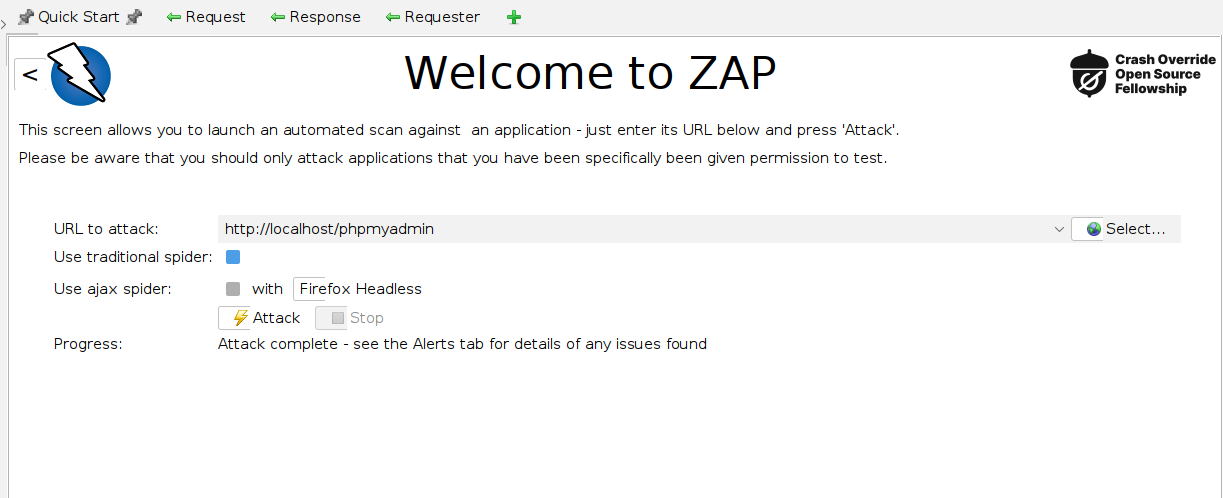 Quick Start Request Response Requester
<
Welcome to ZAP
Crash Override
Open Source
Fellowship
This screen allows you to launch an automated scan against  an application - just enter its URL below and press 'Attack'.
Please be aware that you should only attack applications that you have been specifically been given permission to test.
URL to attack: http://localhost/phpmyadmin Select...
Use traditional spider:
Use ajax spider: with Firefox Headless
Attack Stop
Progress: Attack complete - see the Alerts tab for details of any issues found